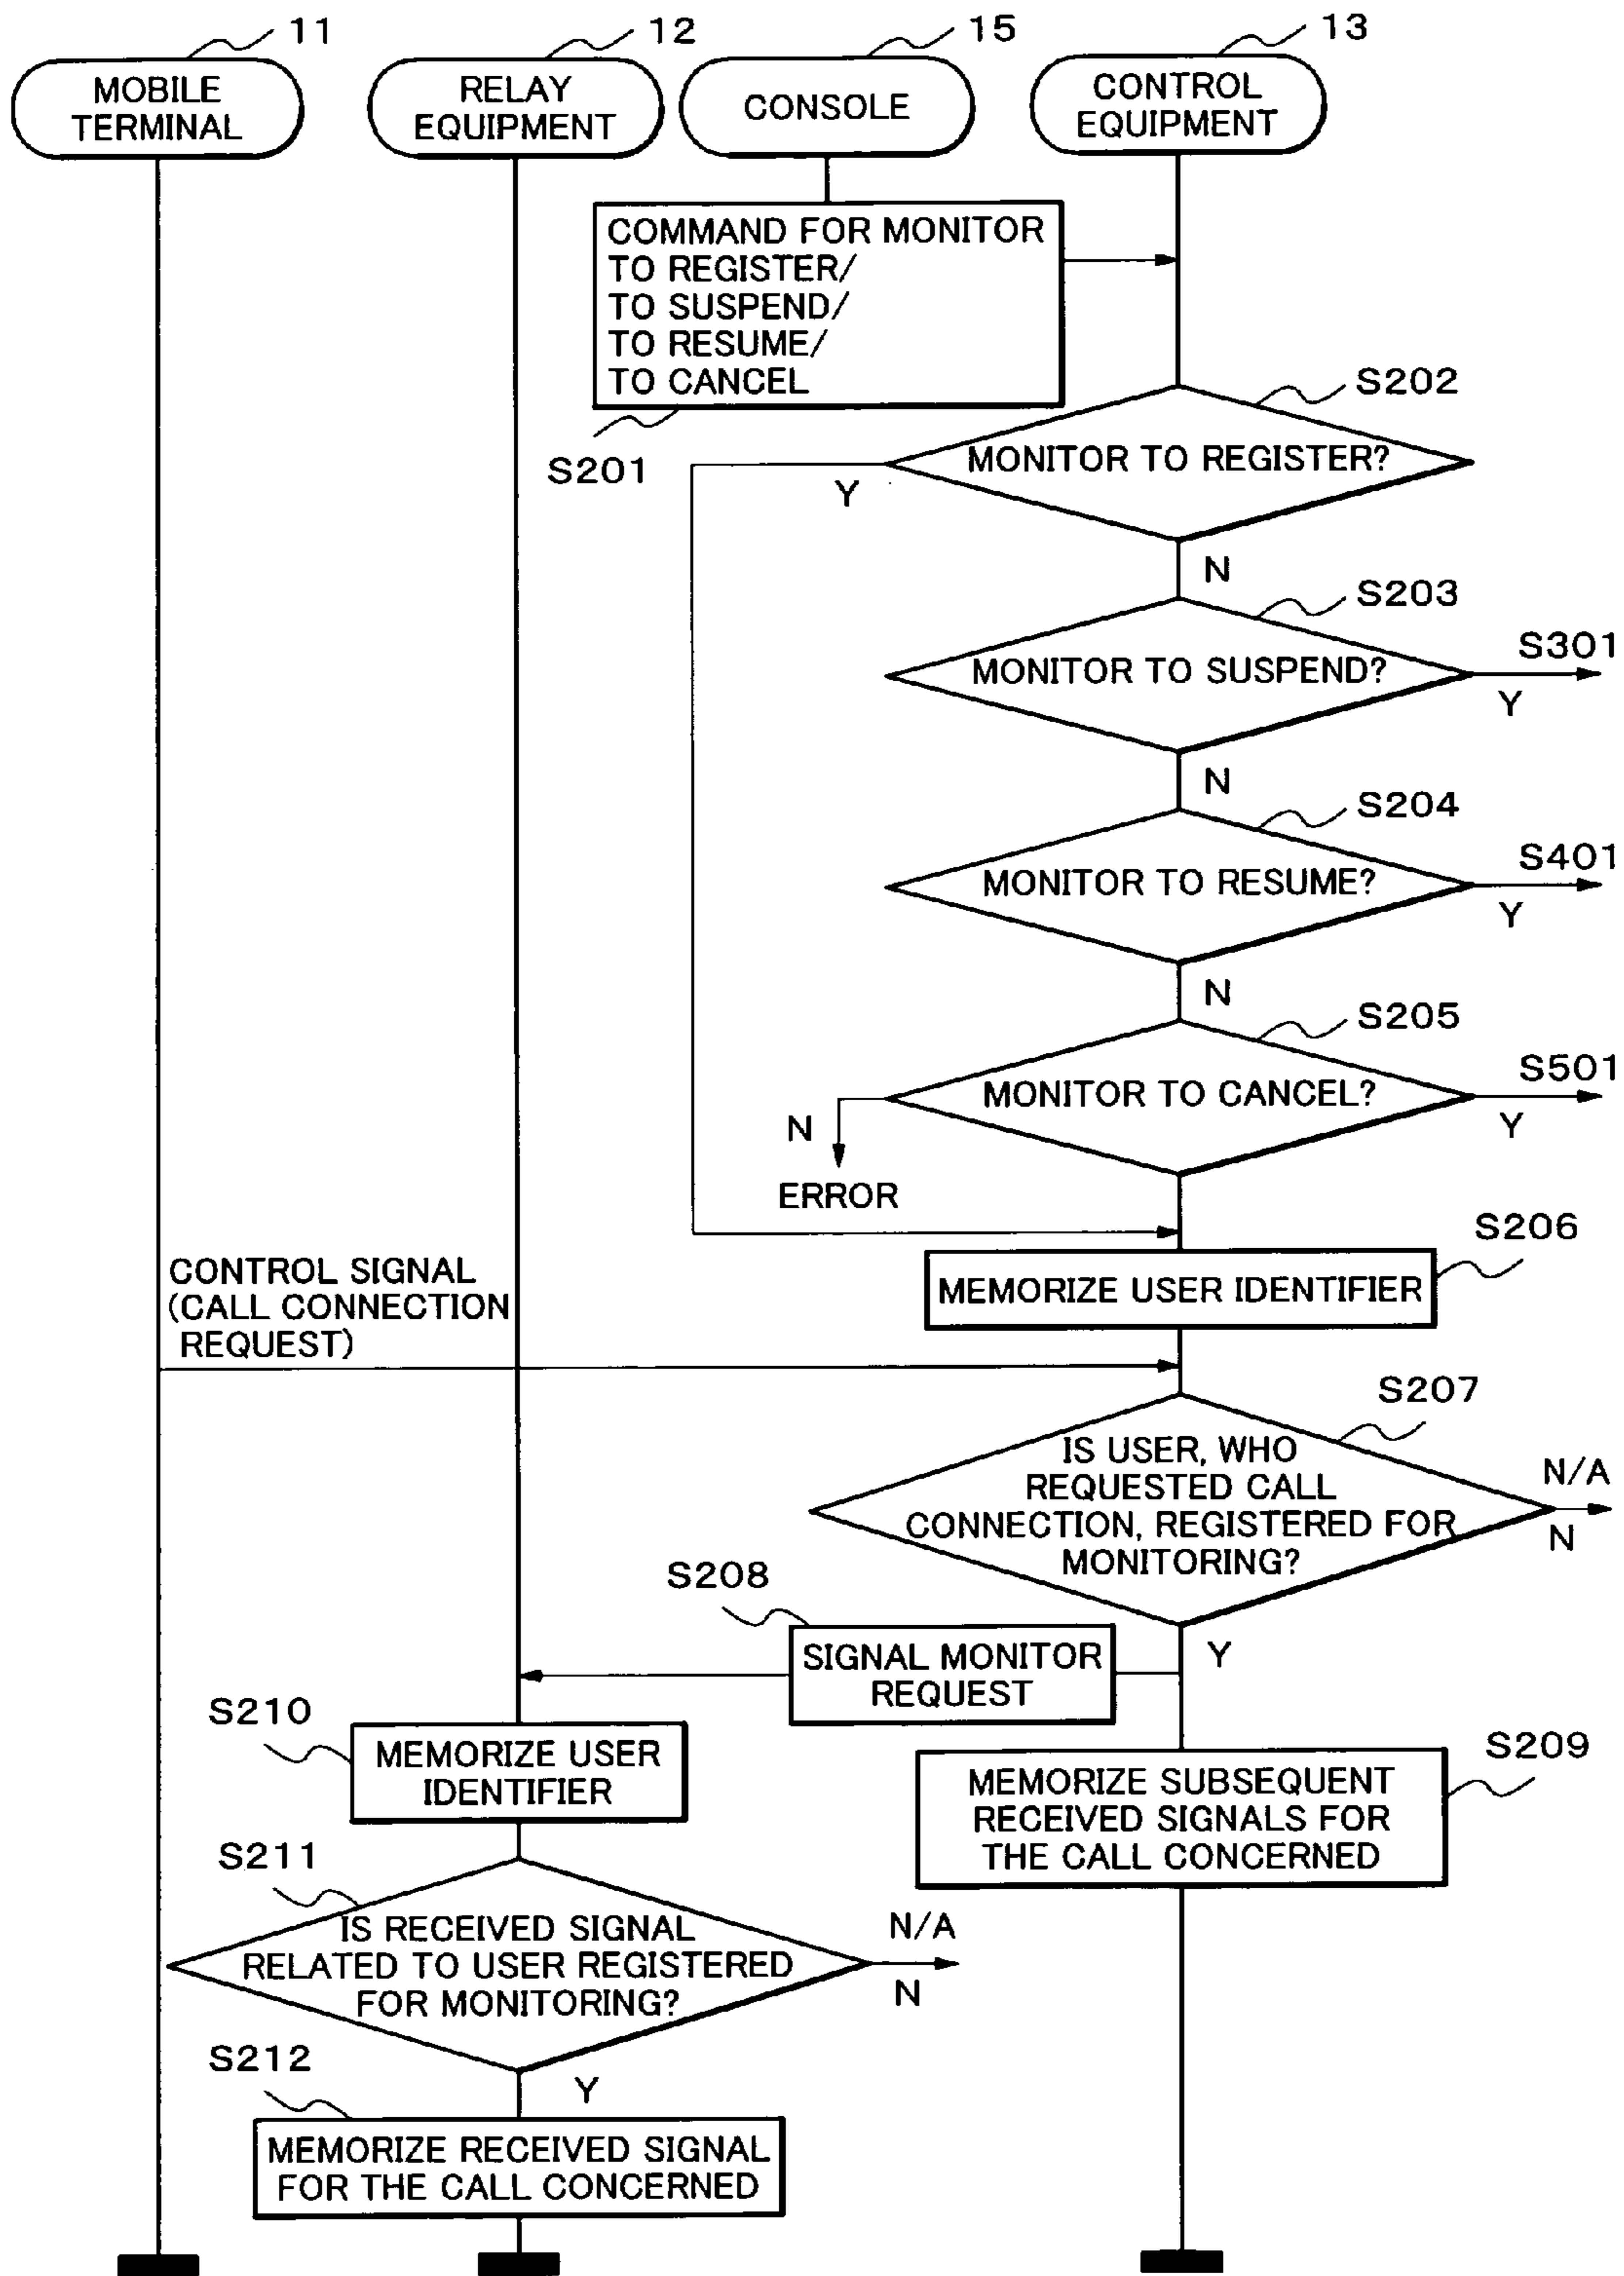 11
12
15
13
MOBILE
TERMINAL
RELAY
EQUIPMENT
CONSOLE
CONTROL
EQUIPMENT
COMMAND FOR MONITOR
TO REGISTER/
TO SUSPEND/
TO RESUME/
TO CANCEL
S201
S202
MONITOR TO REGISTER?
Y
N
S203
MONITOR TO SUSPEND?
S301
Y
N
S204
MONITOR TO RESUME?
S401
Y
N
S205
MONITOR TO CANCEL?
S501
Y
N
ERROR
S206
MEMORIZE USER IDENTIFIER
CONTROL SIGNAL
(CALL CONNECTION
REQUEST)
S207
IS USER, WHO
REQUESTED CALL
CONNECTION, REGISTERED FOR
MONITORING?
N/A
N
Y
S208
SIGNAL MONITOR
REQUEST
S210
MEMORIZE USER
IDENTIFIER
S209
MEMORIZE SUBSEQUENT
RECEIVED SIGNALS FOR
THE CALL CONCERNED
S211
IS RECEIVED SIGNAL
RELATED TO USER REGISTERED
FOR MONITORING?
N/A
N
Y
S212
MEMORIZE RECEIVED SIGNAL
FOR THE CALL CONCERNED